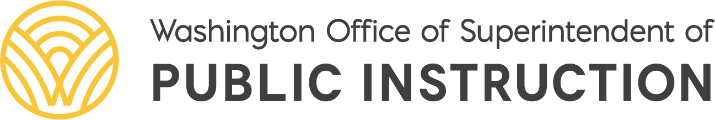 Washington Office of Superintendent of
PUBLIC INSTRUCTION